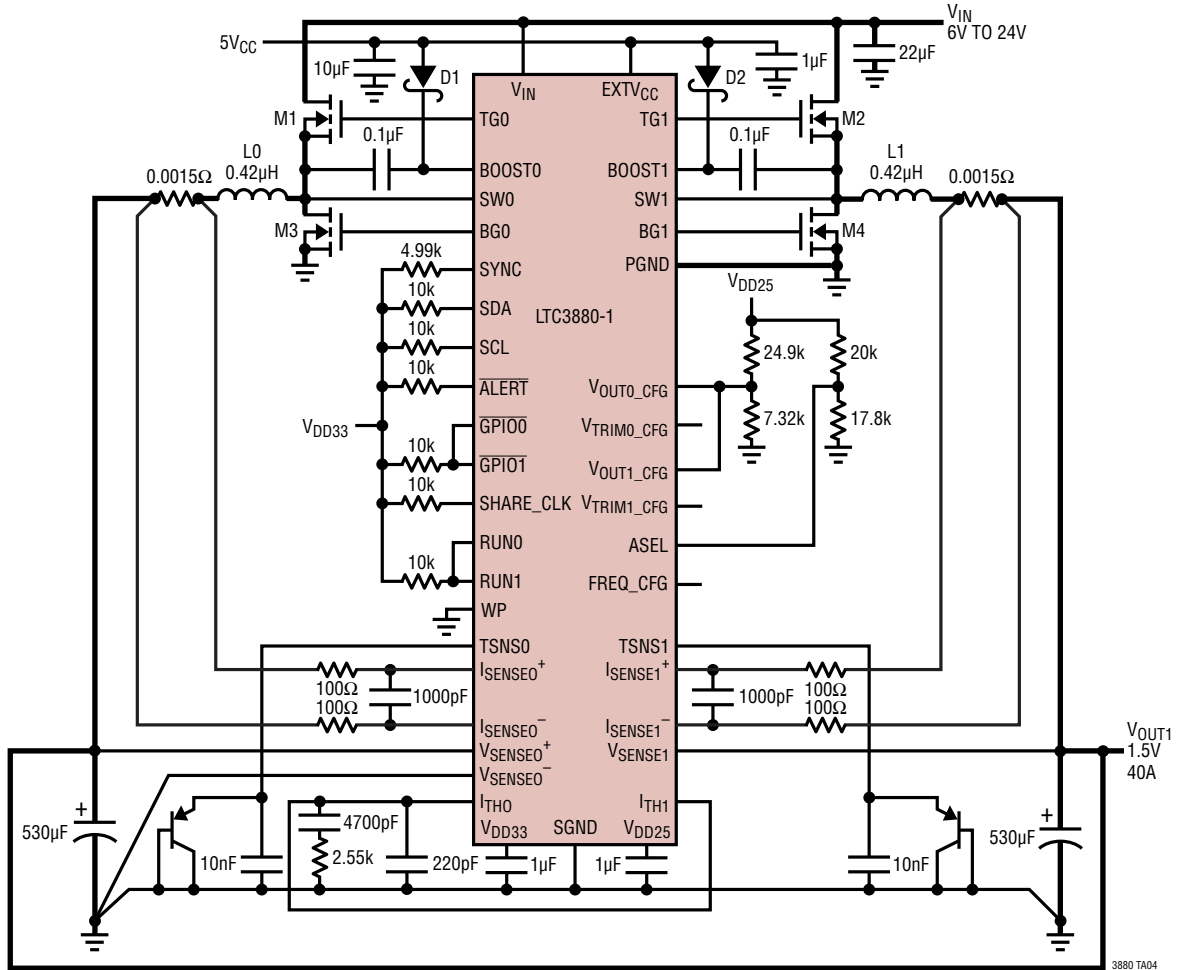 V_IN
6V TO 24V
5V_CC
10µF
D1
D2
1µF
22µF
V_IN
EXTV_CC
M1
TG0
TG1
M2
0.1µF
0.1µF
L0
0.42µH
L1
0.42µH
0.0015Ω
0.0015Ω
BOOST0
BOOST1
SW0
SW1
M3
BG0
BG1
M4
4.99k
SYNC
PGND
V_DD25
10k
SDA
LTC3880-1
10k
SCL
24.9k
20k
10k
ALERT
V_OUT0_CFG
7.32k
17.8k
V_DD33
GPIO0
V_TRIM0_CFG
10k
GPIO1
V_OUT1_CFG
10k
SHARE_CLK
V_TRIM1_CFG
RUN0
ASEL
10k
RUN1
FREQ_CFG
WP
TSNS0
TSNS1
I_SENSE0+
I_SENSE1+
100Ω
100Ω
1000pF
1000pF
100Ω
100Ω
I_SENSE0–
I_SENSE1–
V_SENSE0+
V_SENSE1
V_OUT1
1.5V
40A
V_SENSE0–
I_TH0
I_TH1
+
530µF
4700pF
V_DD33
SGND
V_DD25
+
530µF
10nF
2.55k
220pF
1µF
1µF
10nF
3880 TA04